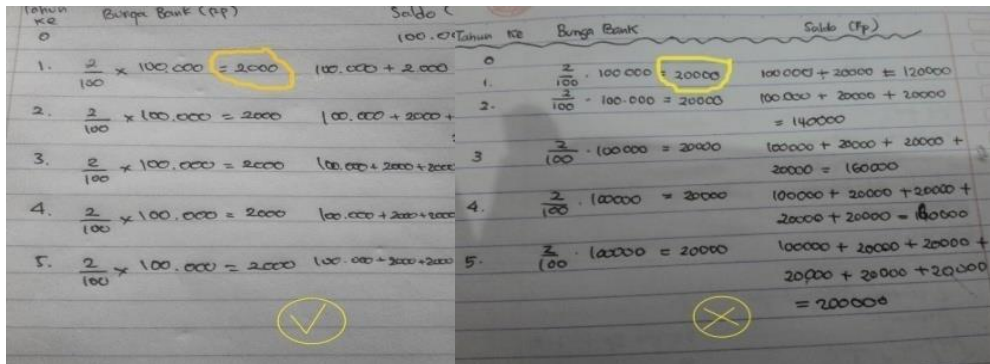 Tahun Bunga Bank (Rp) Saldo (
Ke
0 100.0
1. 2/100 × 100.000 = 2000 100.000 + 2.000
2. 2/100 × 100.000 = 2000 100.000 + 2000 +
3. 2/100 × 100.000 = 2000 100.000 + 2000 + 2000
4. 2/100 × 100.000 = 2000 100.000 + 2000 + 2000
5. 2/100 × 100.000 = 2000 100.000 + 2000 + 2000
Tahun Ke Bunga Bank Saldo (Rp)
0
1. 2/100 . 100000 = 20000 100000 + 20000 = 120000
2. 2/100 . 100.000 = 20000 100.000 + 20000 + 20000
= 140000
3 2/100 . 100000 = 20000 100000 + 20000 + 20000 +
20000 = 160000
4. 2/100 . 100000 = 20000 100000 + 20000 + 20000 +
20000 + 20000 = 180000
5. 2/100 . 100000 = 20000 100000 + 20000 + 20000 +
20000 + 20000 + 20000
= 200000